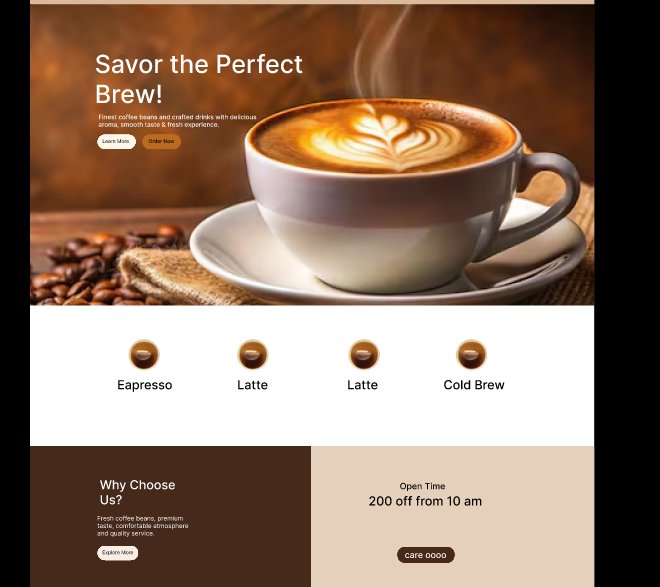 Savor the Perfect
Brew!
Finest coffee beans and crafted drinks with delicious
aroma, smooth taste & fresh experience.
Learn More
Order Now
Eapresso
Latte
Latte
Cold Brew
Why Choose
Us?
Fresh coffee beans, premium
taste, comfortable atmosphere
and quality service.
Explore More
Open Time
200 off from 10 am
care oooo